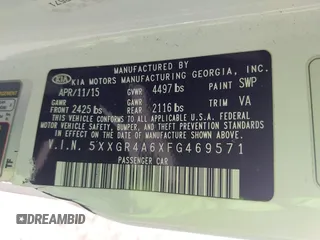 MANUFACTURED BY
KIA KIA MOTORS MANUFACTURING GEORGIA, INC.
APR/11/15 GVWR 4497 lbs PAINT SWP
GAWR FRONT 2425 lbs GAWR REAR 2116 lbs TRIM VA
THIS VEHICLE CONFORMS TO ALL APPLICABLE U.S.A. FEDERAL
MOTOR VEHICLE SAFETY, BUMPER, AND THEFT PREVENTION
STANDARDS IN EFFECT ON THE DATE OF MANUFACTURE SHOWN ABOVE.
V.I.N. 5XXGR4A6XFG469571
PASSENGER CAR
DREAMBID